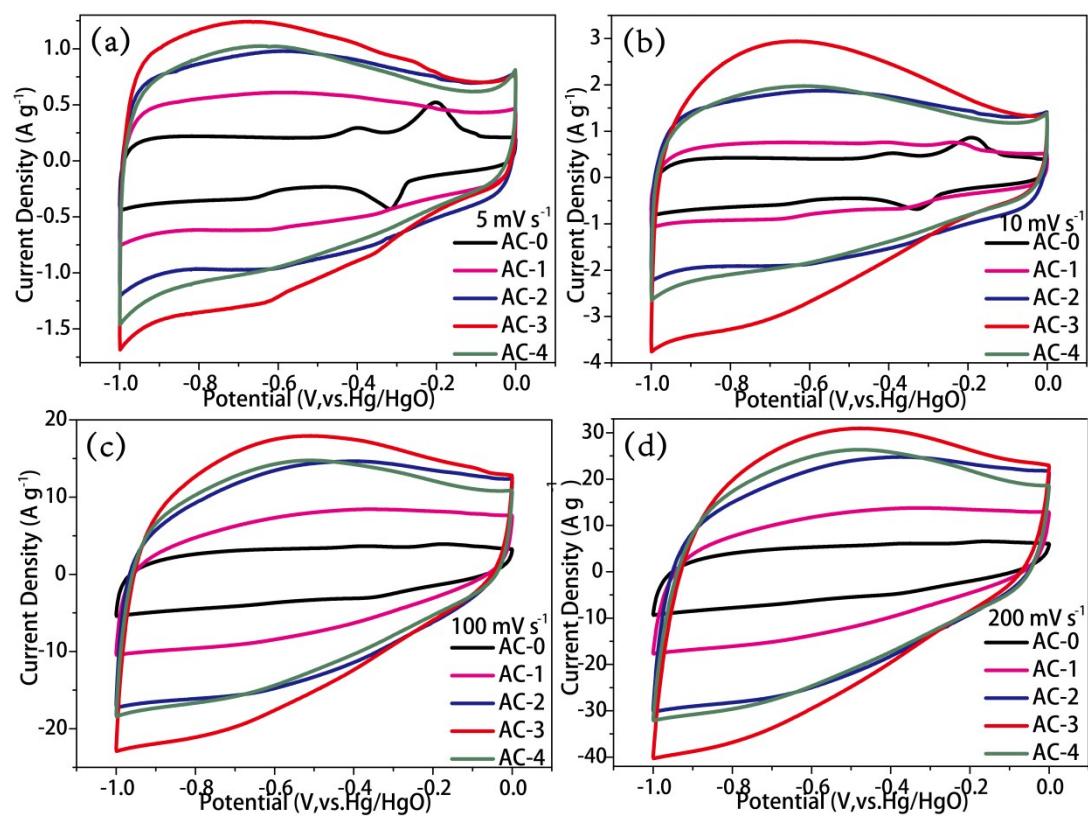 (a)
Current Density (A g⁻¹)
1.0
0.5
0.0
-0.5
-1.0
-1.5
5 mV s⁻¹
AC-0
AC-1
AC-2
AC-3
AC-4
-1.0 -0.8 -0.6 -0.4 -0.2 0.0
Potential (V,vs.Hg/HgO)
(b)
Current Density (A g⁻¹)
3
2
1
0
-1
-2
-3
-4
10 mV s⁻¹
AC-0
AC-1
AC-2
AC-3
AC-4
-1.0 -0.8 -0.6 -0.4 -0.2 0.0
Potential (V,vs.Hg/HgO)
(c)
Current Density (A g⁻¹)
20
10
0
-10
-20
100 mV s⁻¹
AC-0
AC-1
AC-2
AC-3
AC-4
-1.0 -0.8 -0.6 -0.4 -0.2 0.0
Potential (V,vs.Hg/HgO)
(d)
Current Density (A g⁻¹)
30
20
10
0
-10
-20
-30
-40
200 mV s⁻¹
AC-0
AC-1
AC-2
AC-3
AC-4
-1.0 -0.8 -0.6 -0.4 -0.2 0.0
Potential (V,vs.Hg/HgO)